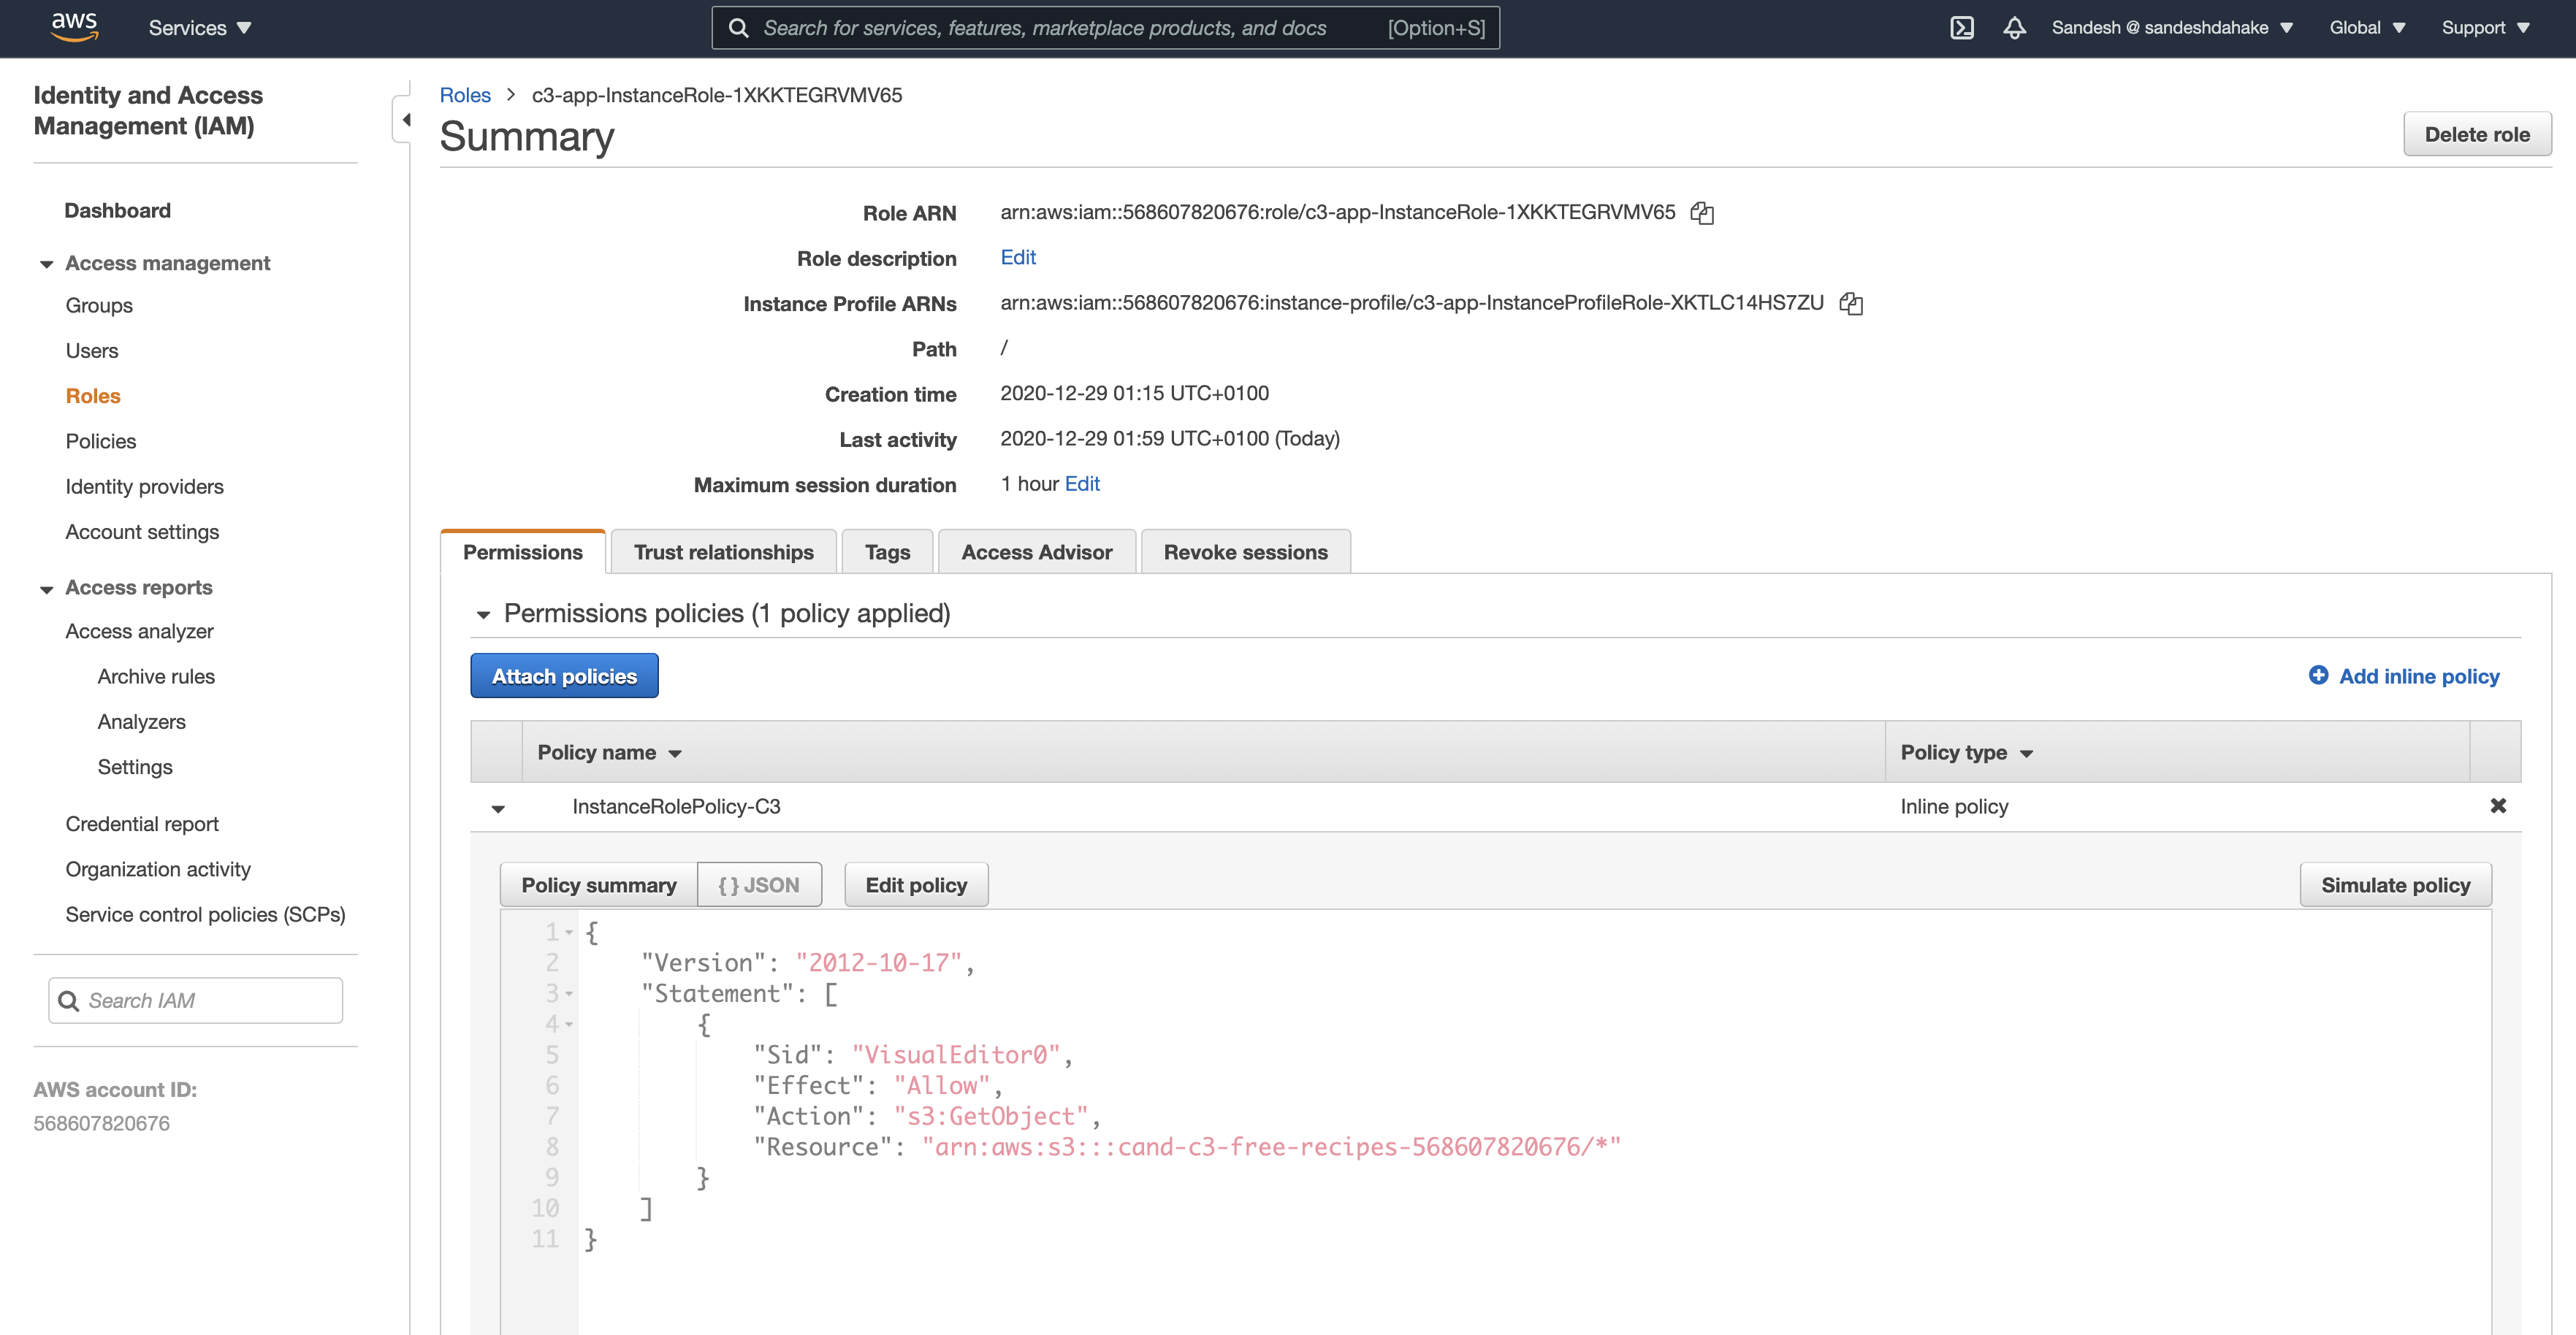 aws
Services
Search for services, features, marketplace products, and docs [Option+S]
Sandesh @ sandeshdahake
Global
Support
Identity and Access
Management (IAM)
Dashboard
Access management
Groups
Users
Roles
Policies
Identity providers
Account settings
Access reports
Access analyzer
Archive rules
Analyzers
Settings
Credential report
Organization activity
Service control policies (SCPs)
Search IAM
AWS account ID:
568607820676
Roles > c3-app-InstanceRole-1XKKTEGRVMV65
Summary
Delete role
Role ARN arn:aws:iam::568607820676:role/c3-app-InstanceRole-1XKKTEGRVMV65
Role description Edit
Instance Profile ARNs arn:aws:iam::568607820676:instance-profile/c3-app-InstanceProfileRole-XKTLC14HS7ZU
Path /
Creation time 2020-12-29 01:15 UTC+0100
Last activity 2020-12-29 01:59 UTC+0100 (Today)
Maximum session duration 1 hour Edit
Permissions Trust relationships Tags Access Advisor Revoke sessions
Permissions policies (1 policy applied)
Attach policies Add inline policy
Policy name Policy type
InstanceRolePolicy-C3 Inline policy
Policy summary { } JSON Edit policy Simulate policy
1 {
2 "Version": "2012-10-17",
3 "Statement": [
4 {
5 "Sid": "VisualEditor0",
6 "Effect": "Allow",
7 "Action": "s3:GetObject",
8 "Resource": "arn:aws:s3:::cand-c3-free-recipes-568607820676/*"
9 }
10 ]
11 }